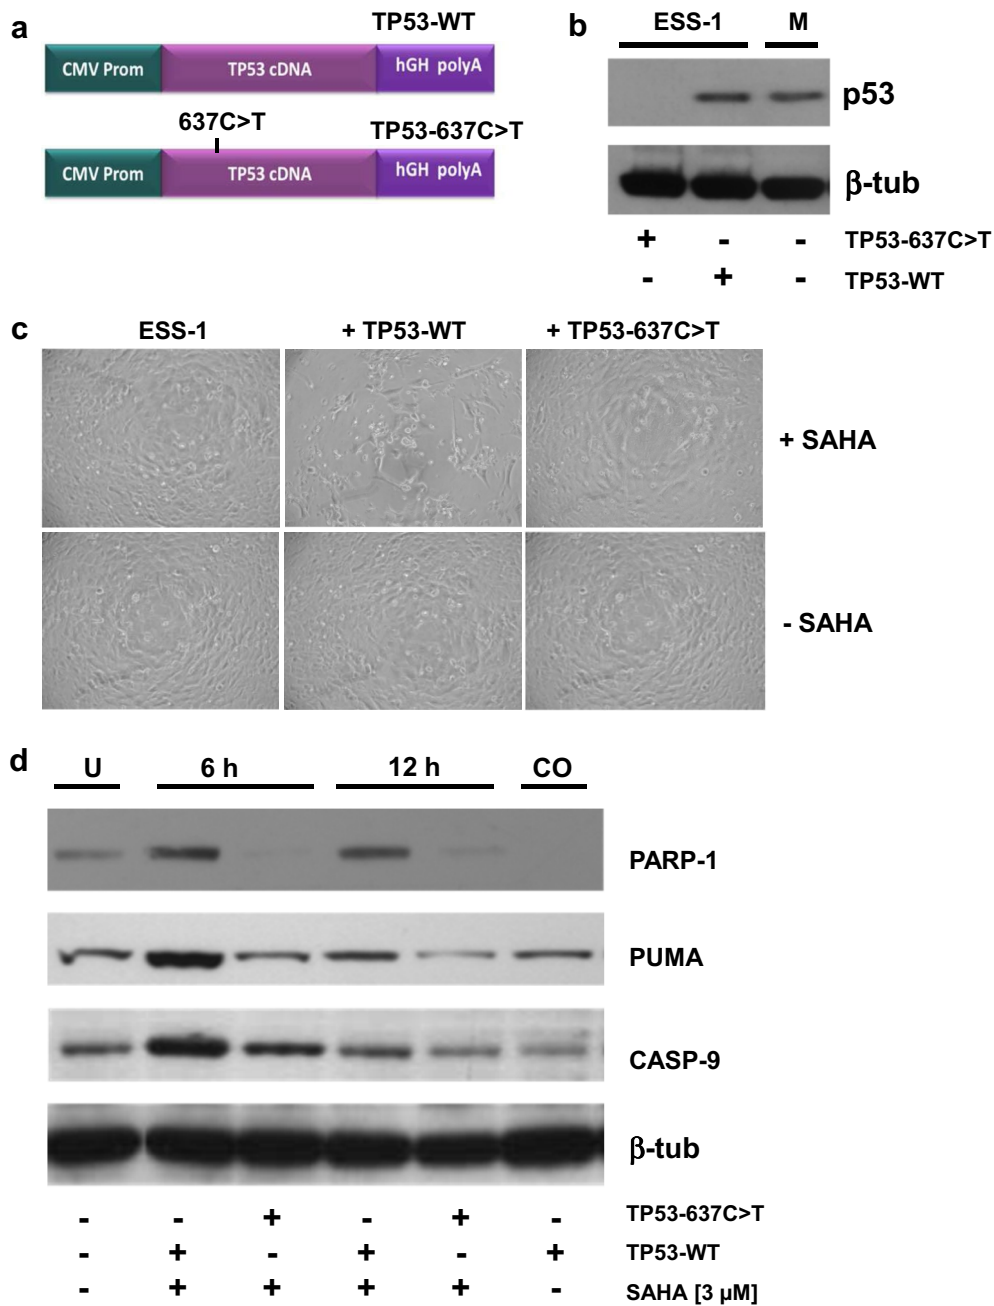 a
TP53-WT
CMV Prom TP53 cDNA hGH polyA
637C>T
TP53-637C>T
CMV Prom TP53 cDNA hGH polyA
b
ESS-1 M
p53
β-tub
+ - - TP53-637C>T
- + - TP53-WT
c
ESS-1 + TP53-WT + TP53-637C>T
+ SAHA
- SAHA
d
U 6 h 12 h CO
PARP-1
PUMA
CASP-9
β-tub
- - + - + - TP53-637C>T
- + - + - + TP53-WT
- + + + + - SAHA [3 µM]